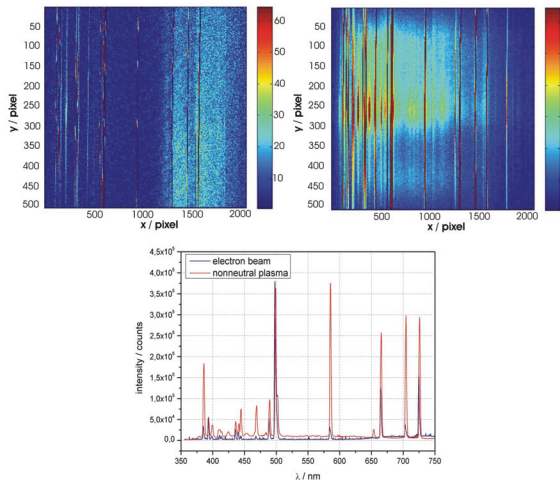 60
50
40
30
20
10
50
100
150
200
250
300
350
400
450
500
y / pixel
500 1000 1500 2000
x / pixel
50
100
150
200
250
300
350
400
450
500
y / pixel
500 1000 1500 2000
x / pixel
electron beam
nonneutral plasma
4,5x10⁵
4,0x10⁵
3,5x10⁵
3,0x10⁵
2,5x10⁵
2,0x10⁵
1,5x10⁵
1,0x10⁵
5,0x10⁴
0,0
intensity / counts
350 400 450 500 550 600 650 700 750
λ / nm